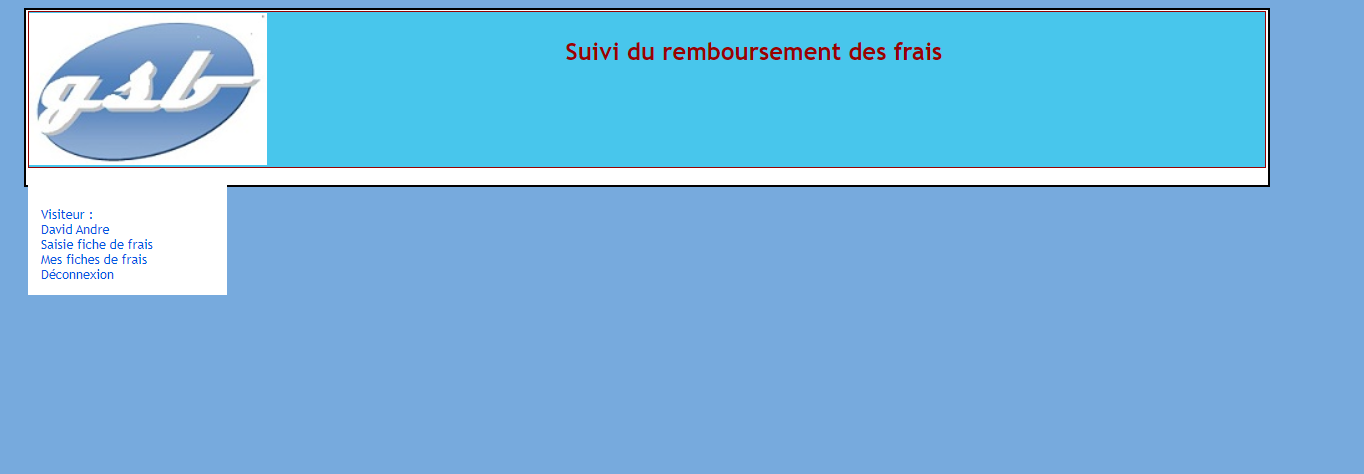 gsb
Suivi du remboursement des frais
Visiteur :
David Andre
Saisie fiche de frais
Mes fiches de frais
Déconnexion